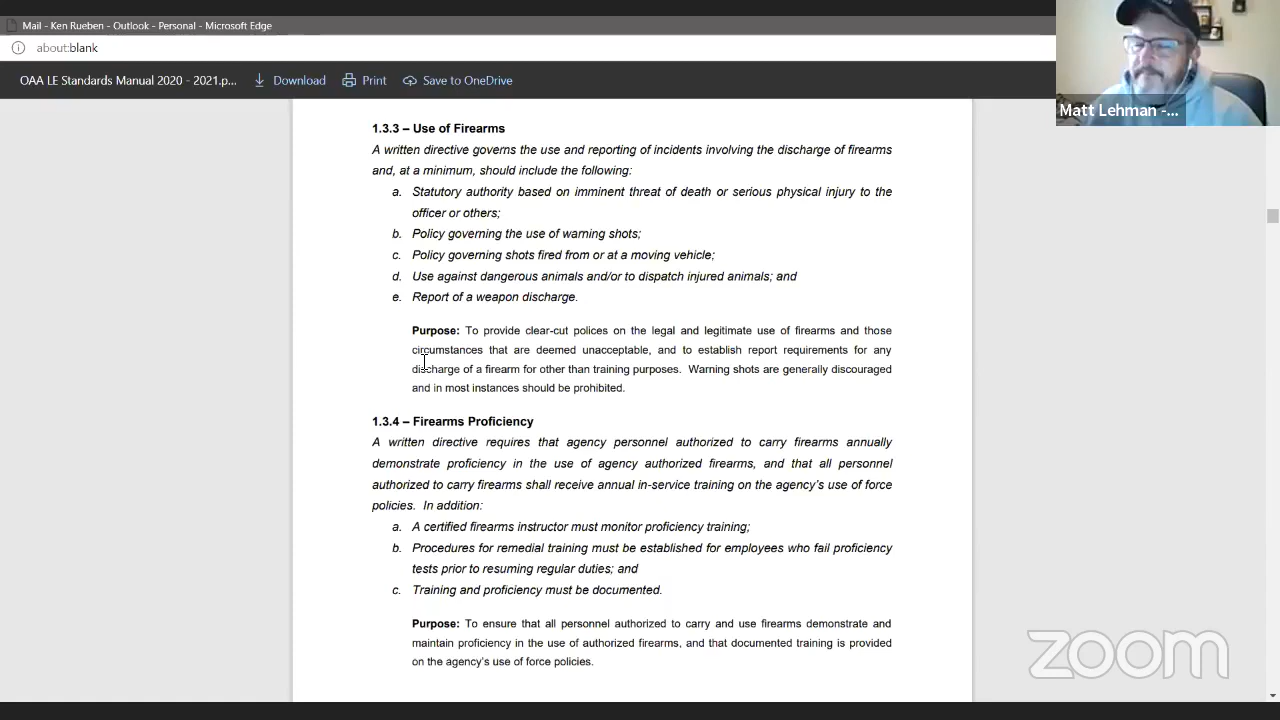 Mail - Ken Rueben - Outlook - Personal - Microsoft Edge
about:blank
OAA LE Standards Manual 2020 - 2021.p... Download Print Save to OneDrive
Matt Lehman -...
1.3.3 – Use of Firearms
A written directive governs the use and reporting of incidents involving the discharge of firearms
and, at a minimum, should include the following:
a. Statutory authority based on imminent threat of death or serious physical injury to the
officer or others;
b. Policy governing the use of warning shots;
c. Policy governing shots fired from or at a moving vehicle;
d. Use against dangerous animals and/or to dispatch injured animals; and
e. Report of a weapon discharge.
Purpose: To provide clear-cut polices on the legal and legitimate use of firearms and those
circumstances that are deemed unacceptable, and to establish report requirements for any
discharge of a firearm for other than training purposes. Warning shots are generally discouraged
and in most instances should be prohibited.
1.3.4 – Firearms Proficiency
A written directive requires that agency personnel authorized to carry firearms annually
demonstrate proficiency in the use of agency authorized firearms, and that all personnel
authorized to carry firearms shall receive annual in-service training on the agency's use of force
policies. In addition:
a. A certified firearms instructor must monitor proficiency training;
b. Procedures for remedial training must be established for employees who fail proficiency
tests prior to resuming regular duties; and
c. Training and proficiency must be documented.
Purpose: To ensure that all personnel authorized to carry and use firearms demonstrate and
maintain proficiency in the use of authorized firearms, and that documented training is provided
on the agency's use of force policies.
zoom